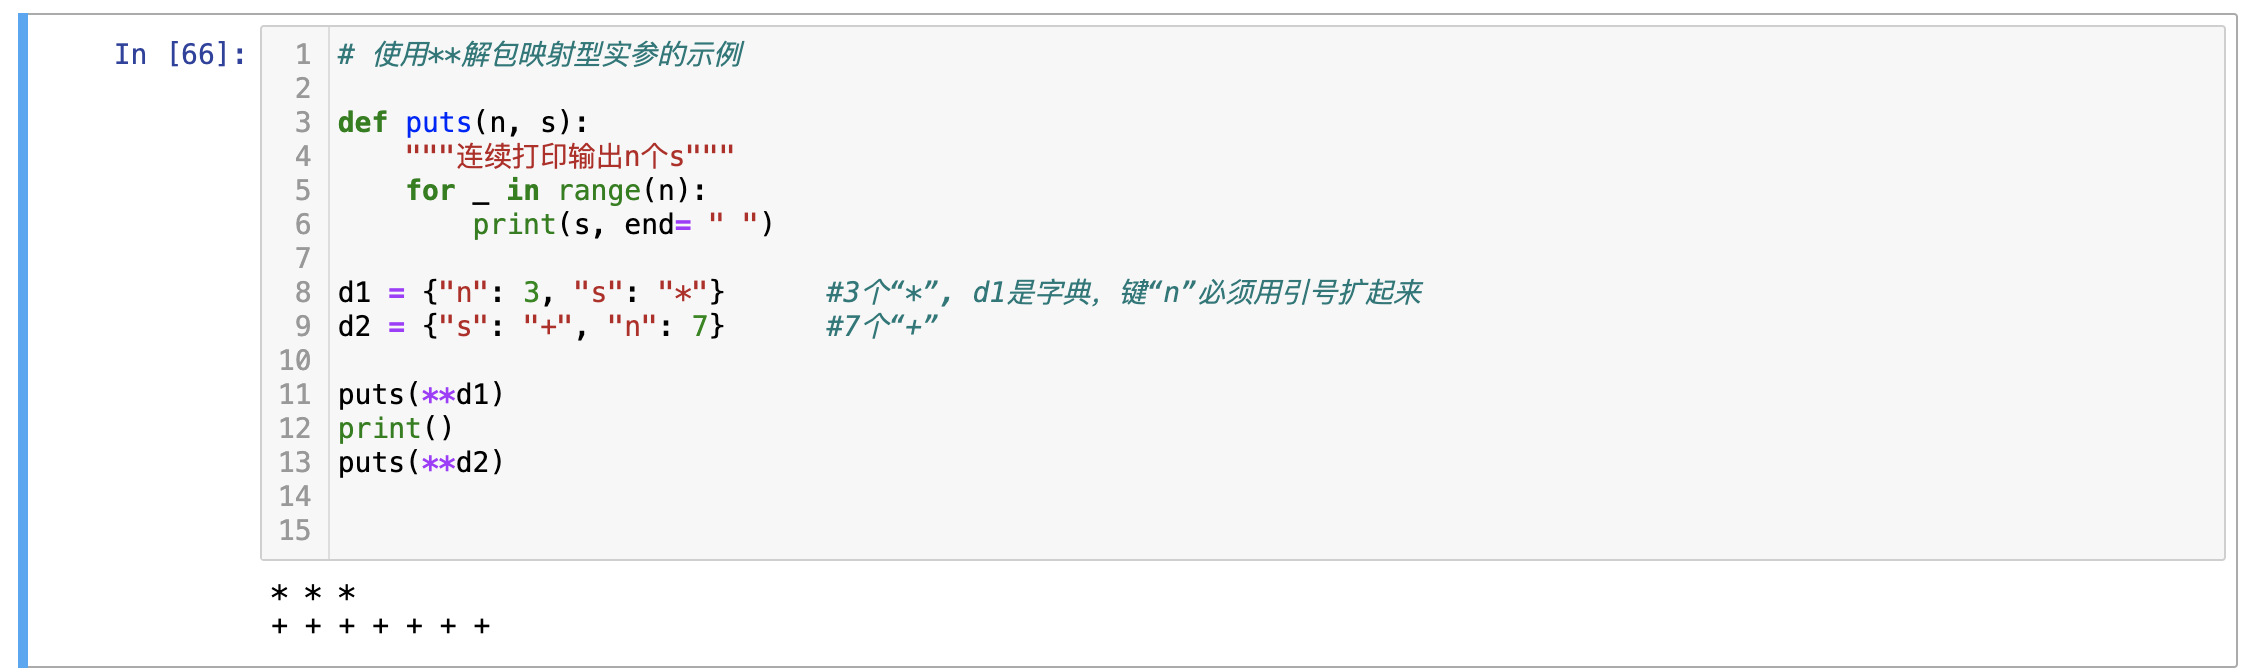 In [66]:
1 # 使用**解包映射型实参的示例
2
3 def puts(n, s):
4     """连续打印输出n个s"""
5     for _ in range(n):
6         print(s, end= " ")
7
8 d1 = {"n": 3, "s": "*"}      #3个“*”, d1是字典，键“n”必须用引号扩起来
9 d2 = {"s": "+", "n": 7}      #7个“+”
10
11 puts(**d1)
12 print()
13 puts(**d2)
14
15
* * *
+ + + + + + +